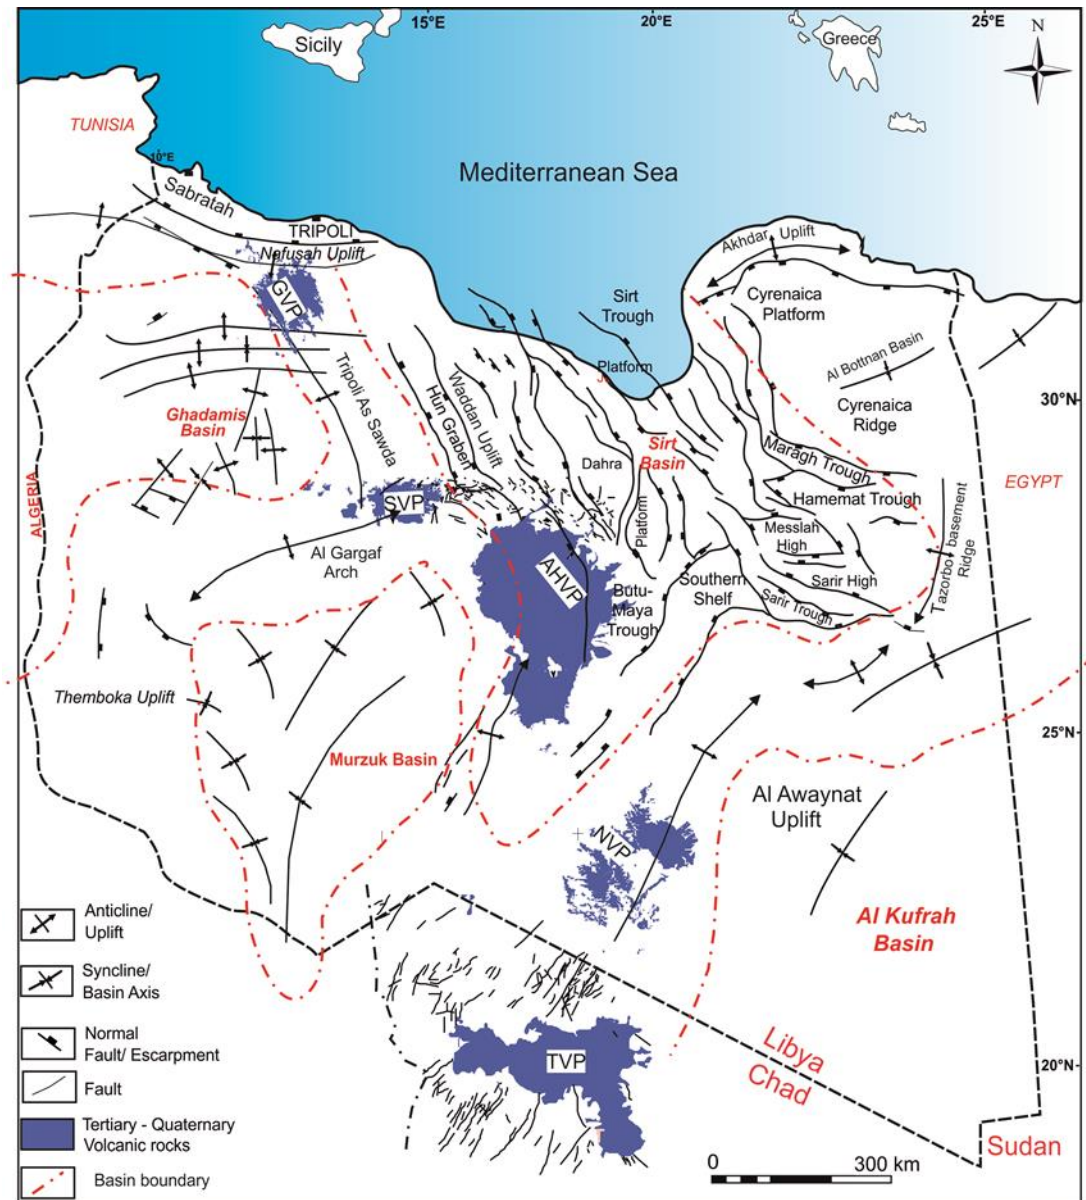 15°E
20°E
25°E
Sicily
Greece
N
TUNISIA
10°E
Mediterranean Sea
Sabratah
TRIPOLI
Nafusah Uplift
Akhdar Uplift
GVP
Sirt
Trough
Cyrenaica
Platform
Platform
Al Bottnan Basin
30°N
Tripoli As Sawda
Hun Graben
Waddan Uplift
Ghadamis
Basin
Cyrenaica
Ridge
Sirt
Basin
Dahra
Platform
Maragh Trough
Hamemat Trough
ALGERIA
EGYPT
SVP
Messlah
High
Al Gargaf
Arch
AHVP
Butu-
Maya
Trough
Southern
Shelf
Sarir High
Sarir Trough
Tazorbo basement
Ridge
Themboka Uplift
25°N
Murzuk Basin
Al Awaynat
Uplift
NVP
Al Kufrah
Basin
Anticline/
Uplift
Syncline/
Basin Axis
Normal
Fault/ Escarpment
Fault
Tertiary - Quaternary
Volcanic rocks
Basin boundary
TVP
Libya
Chad
20°N
Sudan
0
300 km